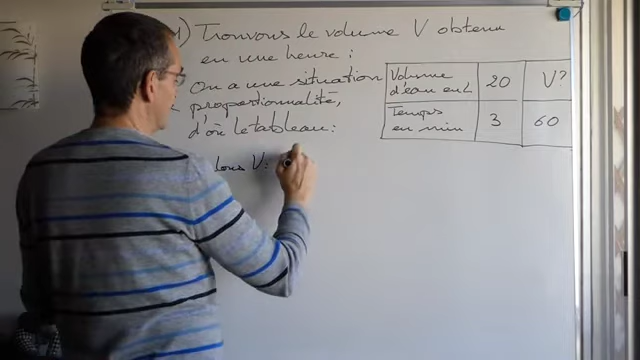 1) Trouvons le volume V obtenu
en une heure :
On a une situation
proportionnalité,
d'où le tableau :
Volume d'eau en L 20 V?
Temps en min 3 60
V =